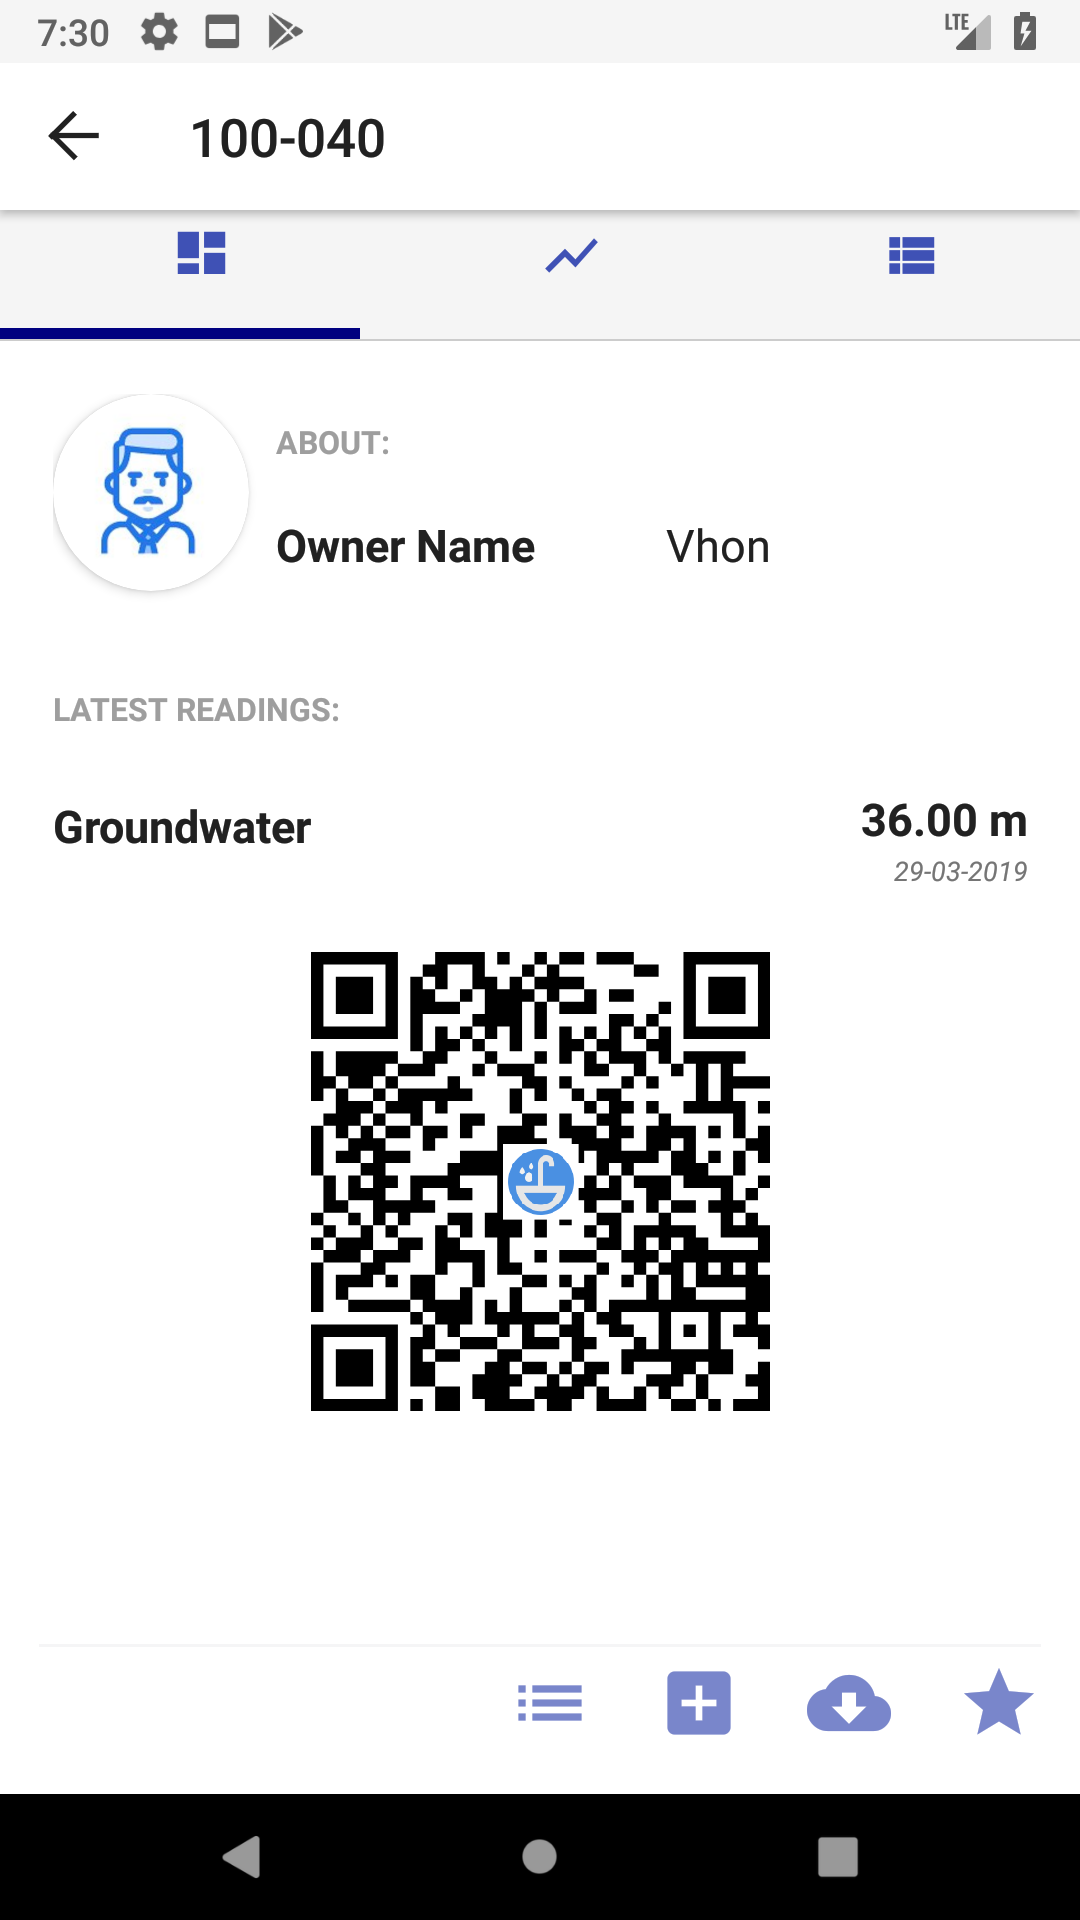 7:30
LTE
100-040
ABOUT:
Owner Name Vhon
LATEST READINGS:
Groundwater 36.00 m
29-03-2019